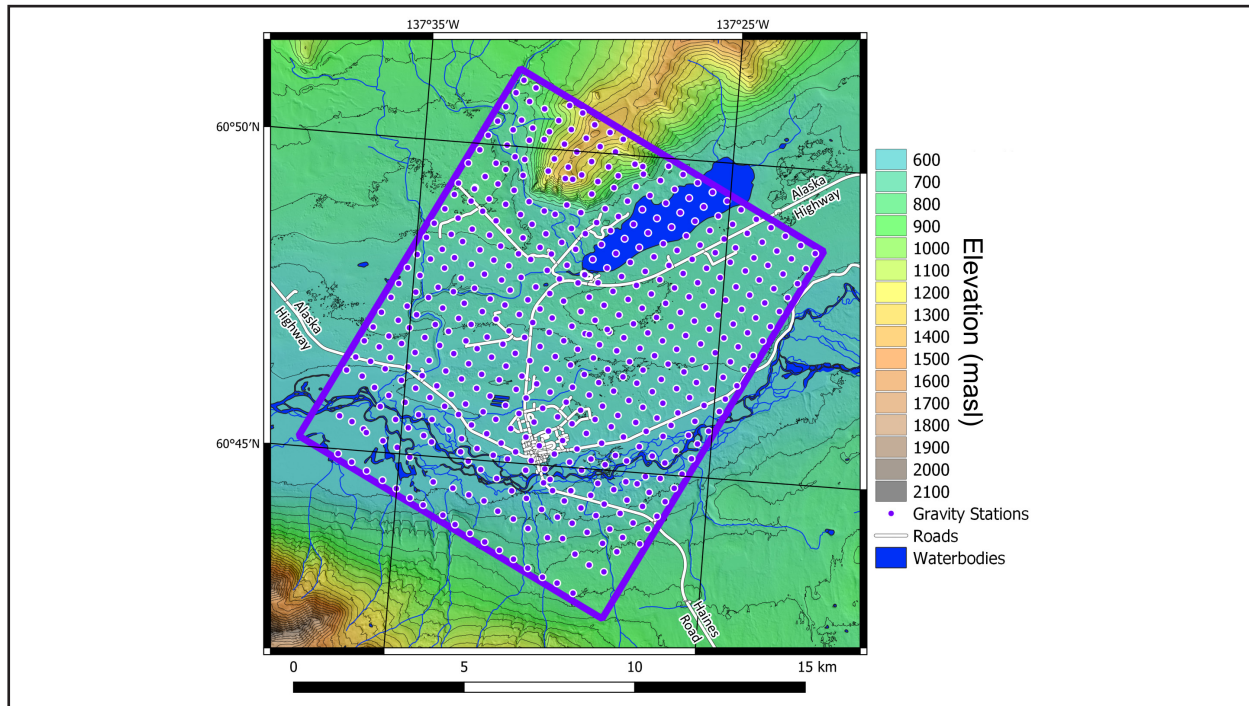 137°35'W
137°25'W
60°50'N
60°45'N
Alaska
Highway
Alaska
Highway
Haines
Road
600
700
800
900
1000
1100
1200
1300
1400
1500
1600
1700
1800
1900
2000
2100
Elevation (masl)
Gravity Stations
Roads
Waterbodies
0
5
10
15 km